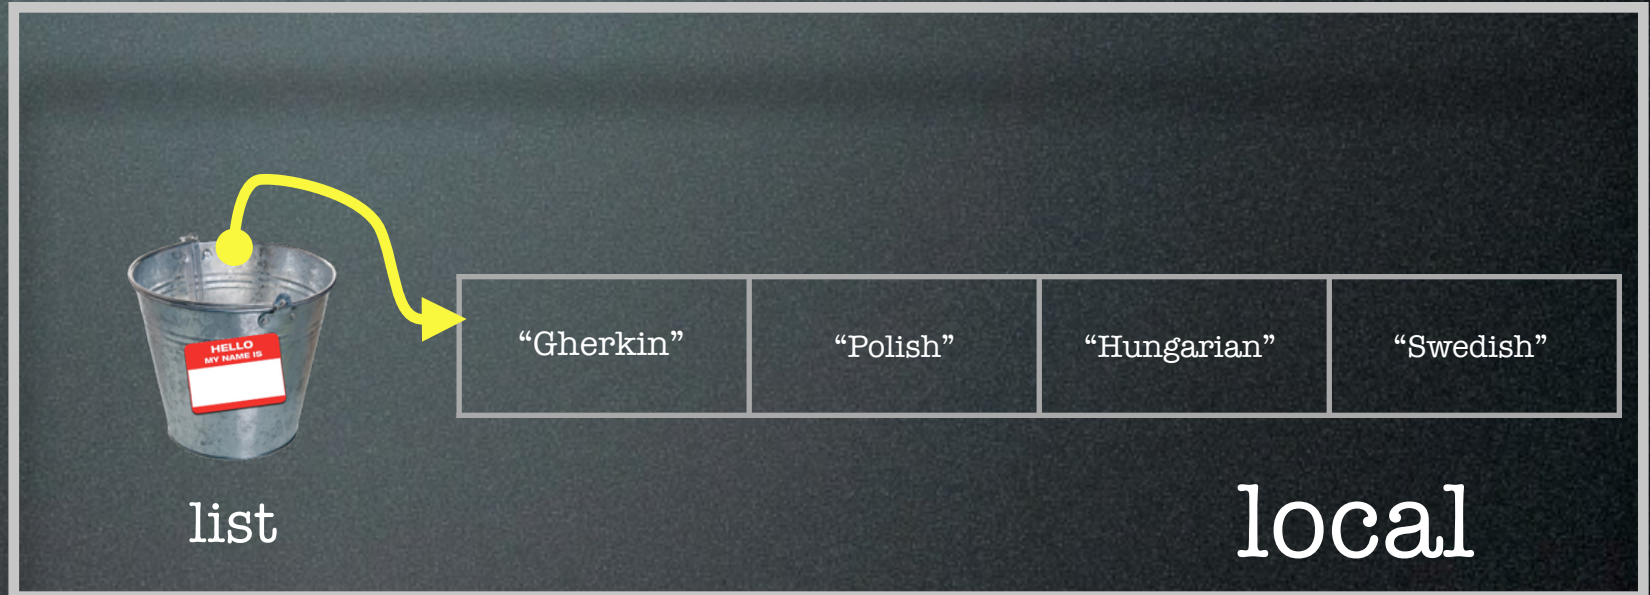 HELLO
MY NAME IS
“Gherkin” “Polish” “Hungarian” “Swedish”
list
local